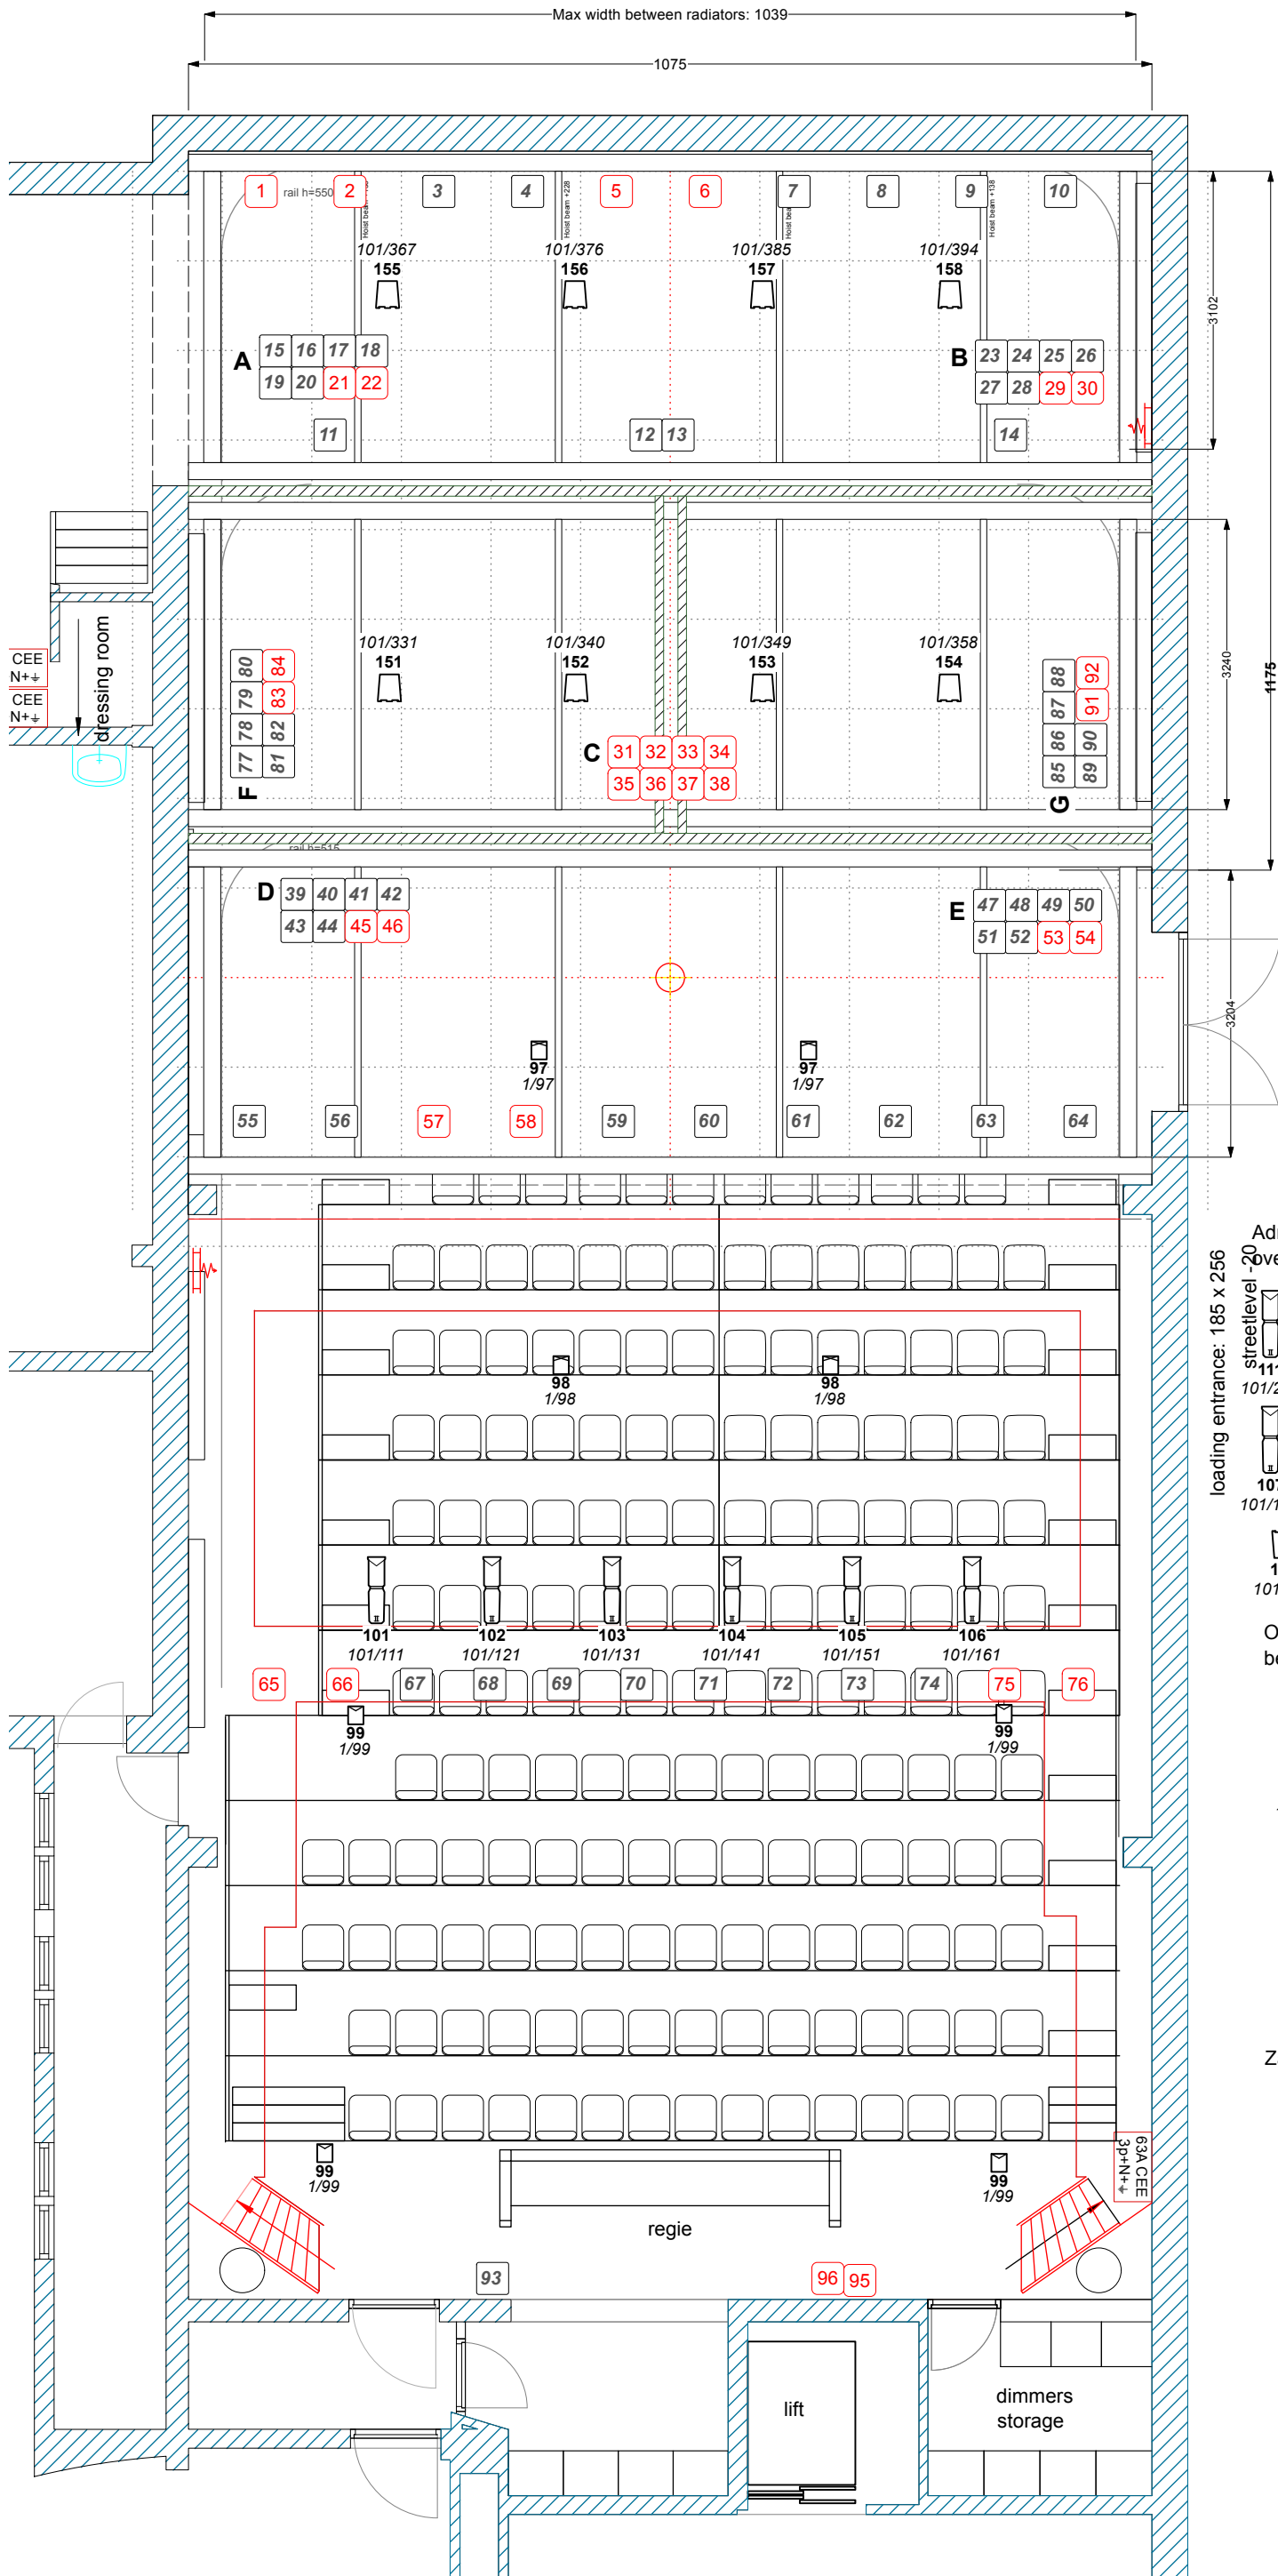 Max width between radiators: 1039
1075
1 rail h=550 2 3 4 5 6 7 8 9 10
Hoist beam +228
Hoist beam +138
101/367 101/376 101/385 101/394
155 156 157 158
3102
A 15 16 17 18
19 20 21 22
B 23 24 25 26
27 28 29 30
11 12 13 14
1175
dressing room
CEE
N+
CEE
N+
101/331 101/340 101/349 101/358
151 152 153 154
3240
80 84
79 83
78 82
77 81
F
C 31 32 33 34
35 36 37 38
88 92
87 91
86 90
85 89
G
rail h=515
D 39 40 41 42
43 44 45 46
E 47 48 49 50
51 52 53 54
3204
97 97
1/97 1/97
55 56 57 58 59 60 61 62 63 64
loading entrance: 185 x 256
streetlevel -20
98 98
1/98 1/98
101 102 103 104 105 106
101/111 101/121 101/131 101/141 101/151 101/161
65 66 67 68 69 70 71 72 73 74 75 76
99 99
1/99 1/99
63A CEE
3p+N+
99 99
1/99 1/99
regie
93 96 95
lift
dimmers
storage